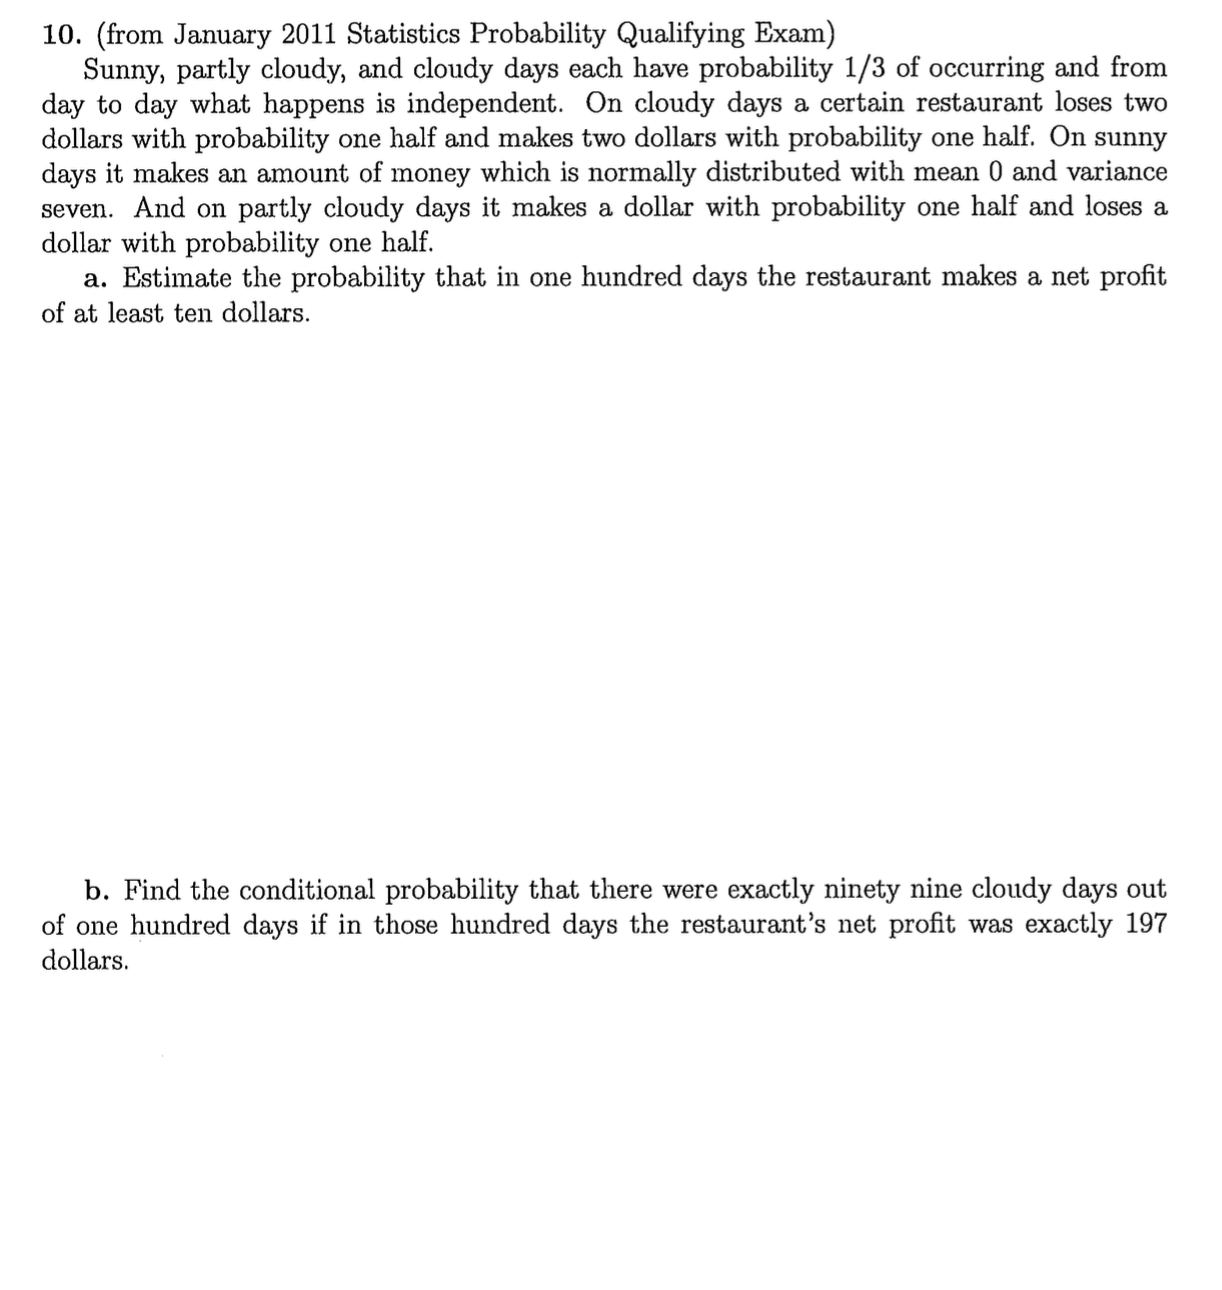 10. (from January 2011 Statistics Probability Qualifying Exam)
Sunny, partly cloudy, and cloudy days each have probability 1/3 of occurring and from
day to day what happens is independent. On cloudy days a certain restaurant loses two
dollars with probability one half and makes two dollars with probability one half. On sunny
days it makes an amount of money which is normally distributed with mean 0 and variance
seven. And on partly cloudy days it makes a dollar with probability one half and loses a
dollar with probability one half.
a. Estimate the probability that in one hundred days the restaurant makes a net profit
of at least ten dollars.
b. Find the conditional probability that there were exactly ninety nine cloudy days out
of one hundred days if in those hundred days the restaurant's net profit was exactly 197
dollars.